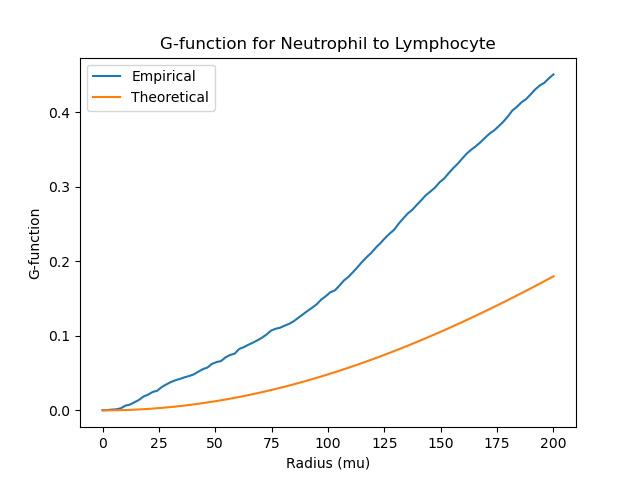 G-function for Neutrophil to Lymphocyte
Empirical
Theoretical
G-function
0.4
0.3
0.2
0.1
0.0
0 25 50 75 100 125 150 175 200
Radius (mu)